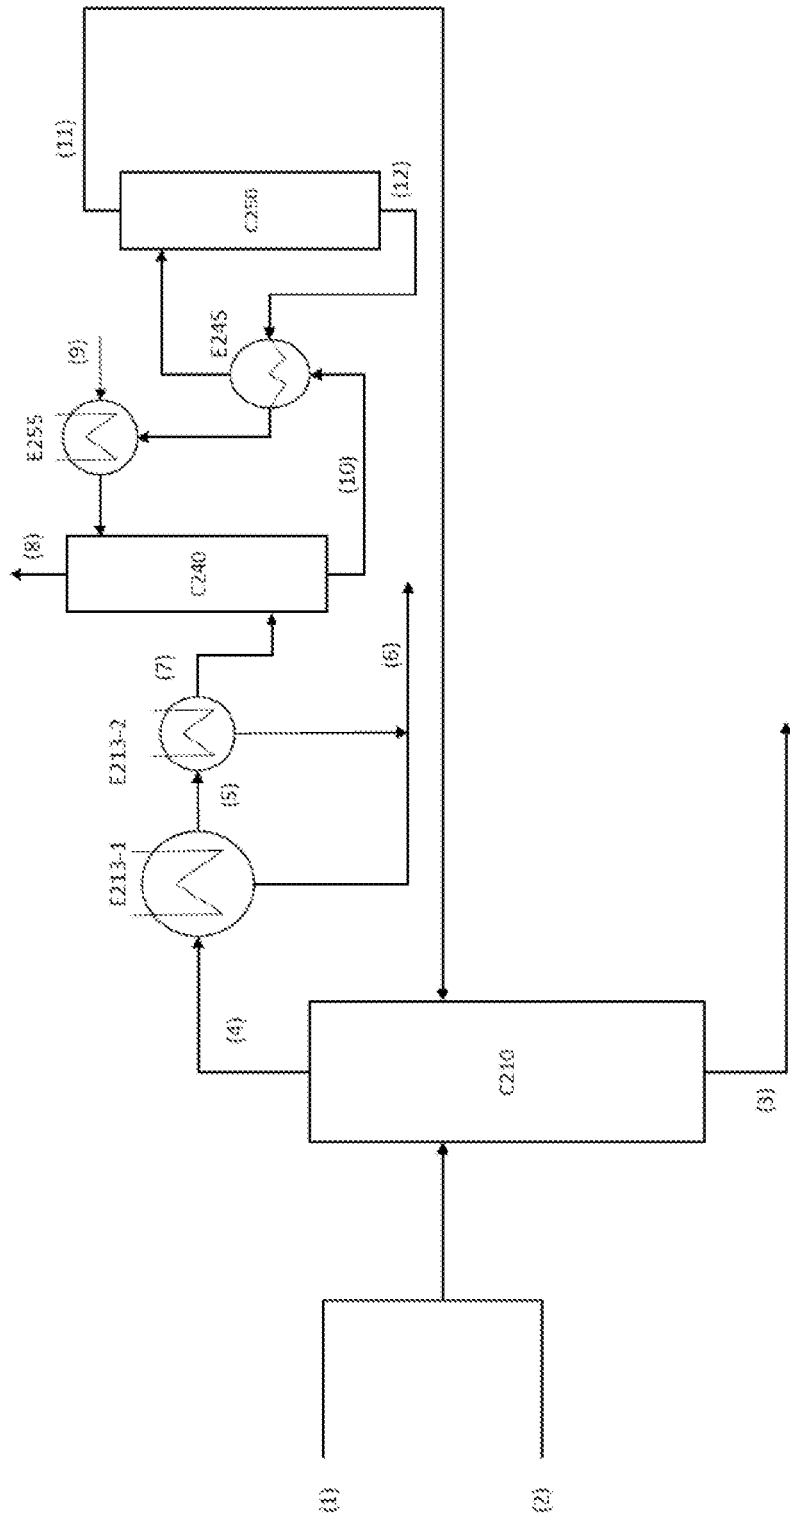 (11)
C250
(12)
(9)
E245
E255
(10)
(8)
C240
(7)
(6)
E213-2
(5)
E213-1
(4)
C210
(3)
(1)
(2)